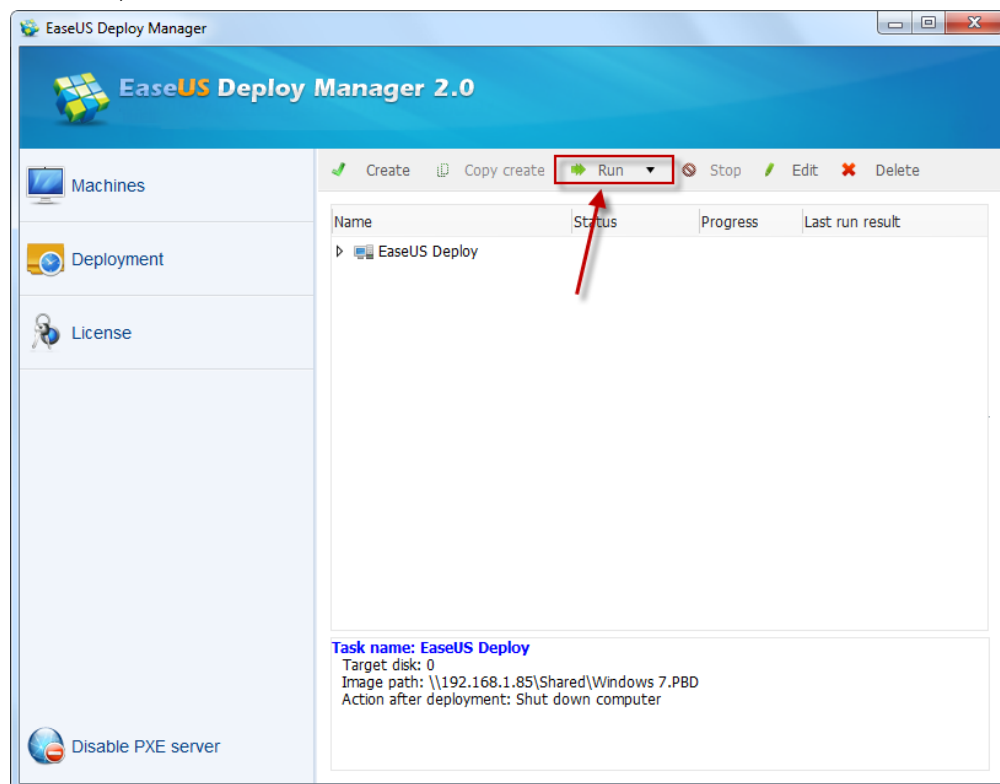 EaseUS Deploy Manager
EaseUS Deploy Manager 2.0
Create Copy create Run Stop Edit Delete
Machines
Deployment
License
Name Status Progress Last run result
EaseUS Deploy
Task name: EaseUS Deploy
Target disk: 0
Image path: \\192.168.1.85\Shared\Windows 7.PBD
Action after deployment: Shut down computer
Disable PXE server